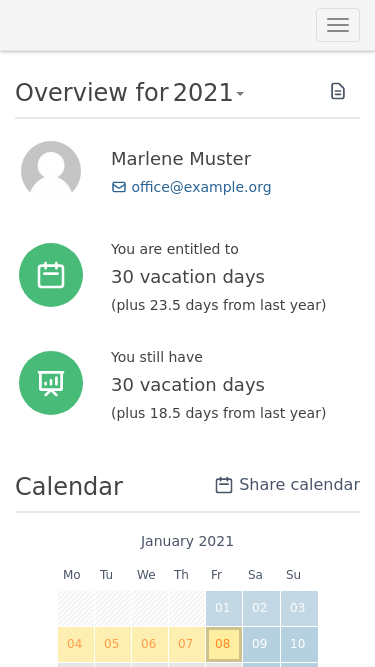 Overview for 2021
Marlene Muster
office@example.org
You are entitled to
30 vacation days
(plus 23.5 days from last year)
You still have
30 vacation days
(plus 18.5 days from last year)
Calendar
Share calendar
January 2021
Mo Tu We Th Fr Sa Su
01 02 03
04 05 06 07 08 09 10